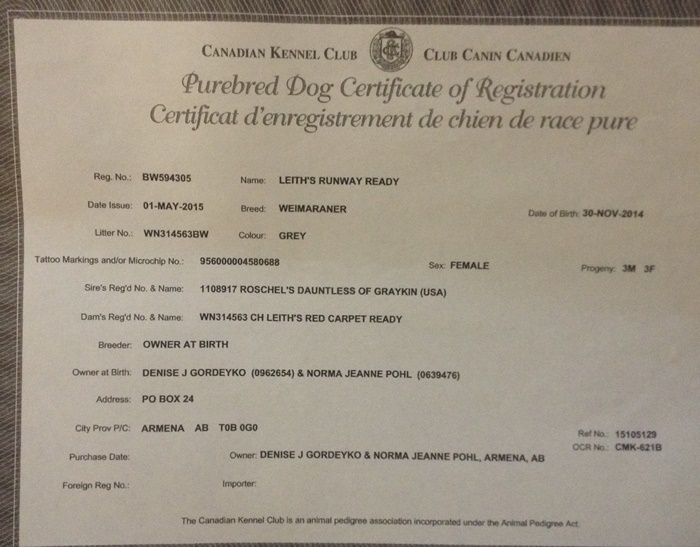 CANADIAN KENNEL CLUB CLUB CANIN CANADIEN
Purebred Dog Certificate of Registration
Certificat d'enregistrement de chien de race pure
Reg. No.: BW594305 Name: LEITH'S RUNWAY READY
Date Issue: 01-MAY-2015 Breed: WEIMARANER Date of Birth: 30-NOV-2014
Litter No.: WN314563BW Colour: GREY
Tattoo Markings and/or Microchip No.: 956000004580688 Sex: FEMALE Progeny: 3M 3F
Sire's Reg'd No. & Name: 1108917 ROSCHEL'S DAUNTLESS OF GRAYKIN (USA)
Dam's Reg'd No. & Name: WN314563 CH LEITH'S RED CARPET READY
Breeder: OWNER AT BIRTH
Owner at Birth: DENISE J GORDEYKO (0962654) & NORMA JEANNE POHL (0639476)
Address: PO BOX 24
City Prov P/C: ARMENA AB T0B 0G0 Ref No.: 15105129
OCR No.: CMK-621B
Purchase Date: Owner: DENISE J GORDEYKO & NORMA JEANNE POHL, ARMENA, AB
Foreign Reg No.: Importer:
The Canadian Kennel Club is an animal pedigree association incorporated under the Animal Pedigree Act.